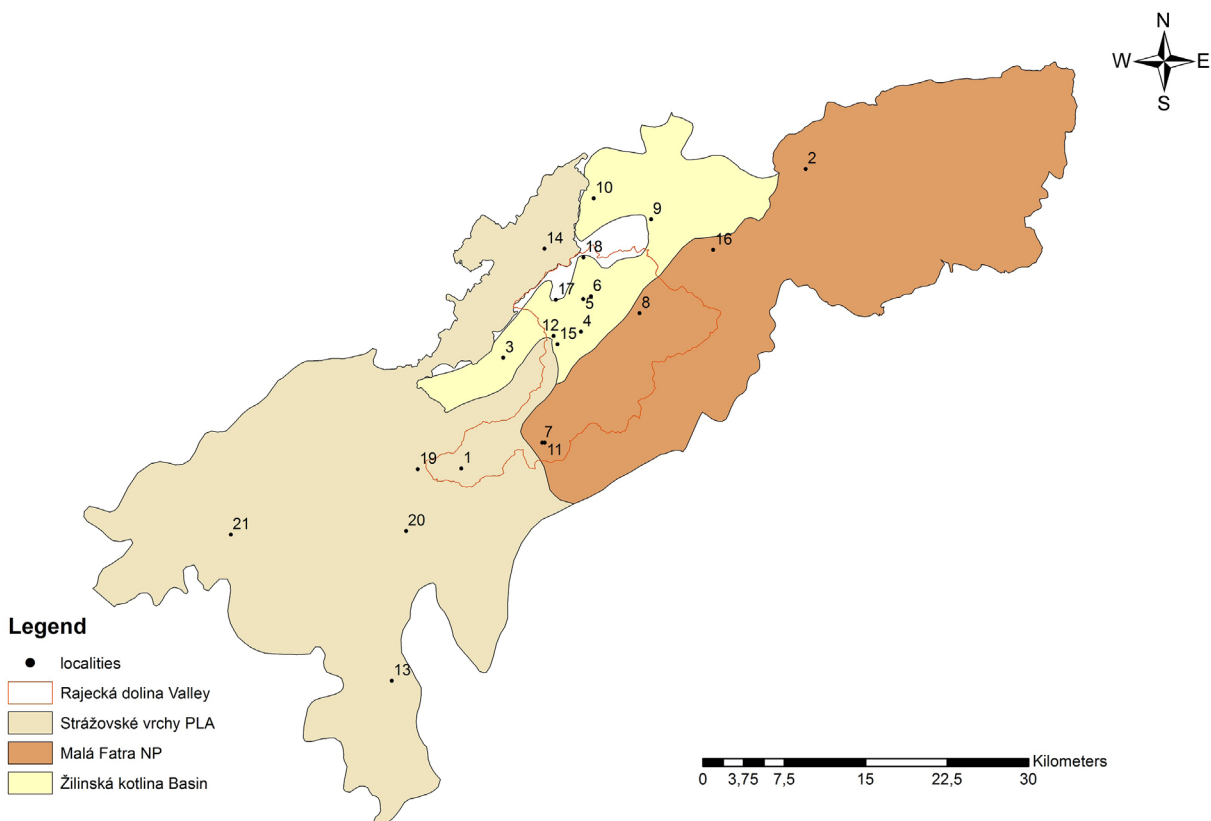 N
W E
S
2
10
9
14
16
18
17
6
5
8
12
4
15
3
7
11
19
1
21
20
13
Legend
localities
Rajecká dolina Valley
Strážovské vrchy PLA
Malá Fatra NP
Žilinská kotlina Basin
Kilometers
0 3,75 7,5 15 22,5 30